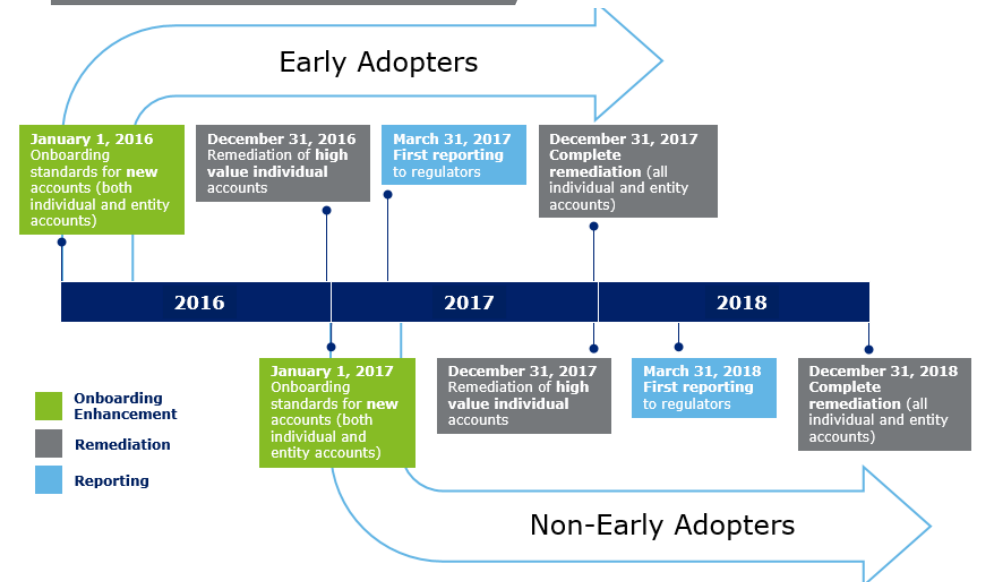 Early Adopters
January 1, 2016
Onboarding
standards for new
accounts (both
individual and entity
accounts)
December 31, 2016
Remediation of high
value individual
accounts
March 31, 2017
First reporting
to regulators
December 31, 2017
Complete
remediation (all
individual and entity
accounts)
2016
2017
2018
January 1, 2017
Onboarding
standards for new
accounts (both
individual and
entity accounts)
December 31, 2017
Remediation of high
value individual
accounts
March 31, 2018
First reporting
to regulators
December 31, 2018
Complete
remediation (all
individual and entity
accounts)
Onboarding
Enhancement
Remediation
Reporting
Non-Early Adopters